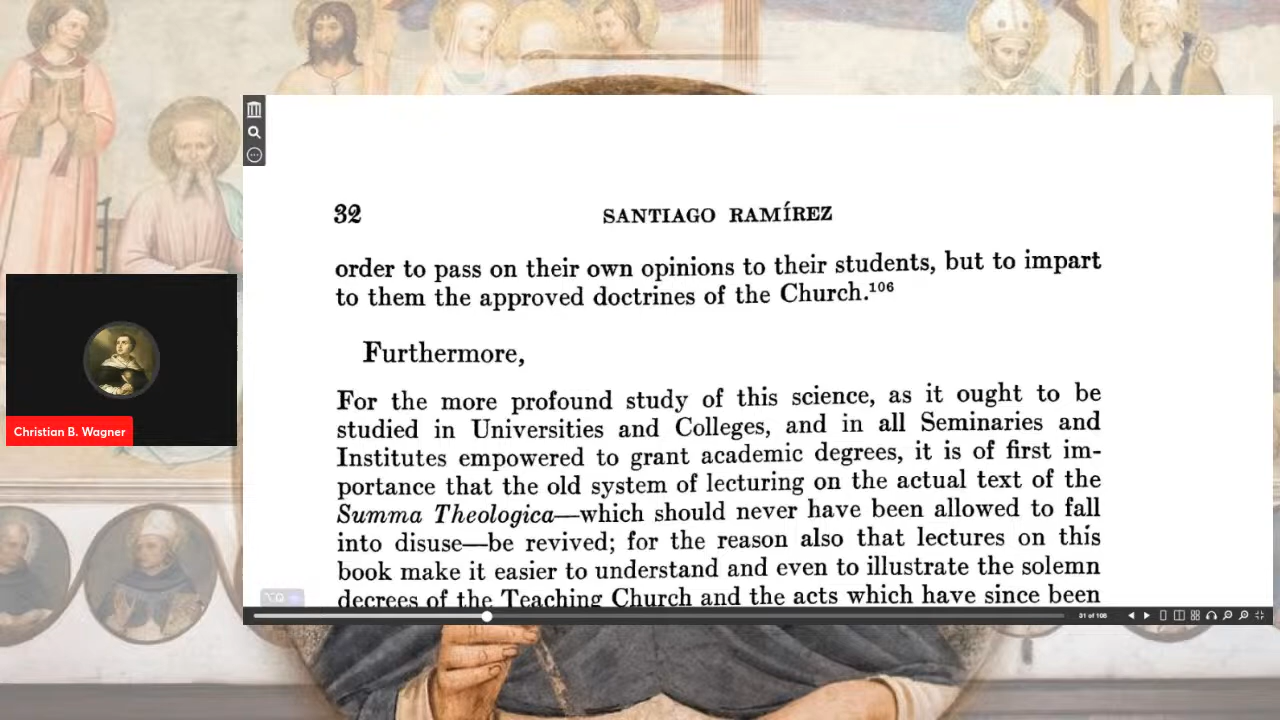 32
SANTIAGO RAMÍREZ
order to pass on their own opinions to their students, but to impart
to them the approved doctrines of the Church.106
Furthermore,
For the more profound study of this science, as it ought to be
studied in Universities and Colleges, and in all Seminaries and
Institutes empowered to grant academic degrees, it is of first im-
portance that the old system of lecturing on the actual text of the
Summa Theologica—which should never have been allowed to fall
into disuse—be revived; for the reason also that lectures on this
book make it easier to understand and even to illustrate the solemn
decrees of the Teaching Church and the acts which have since been
Christian B. Wagner
31 of 108